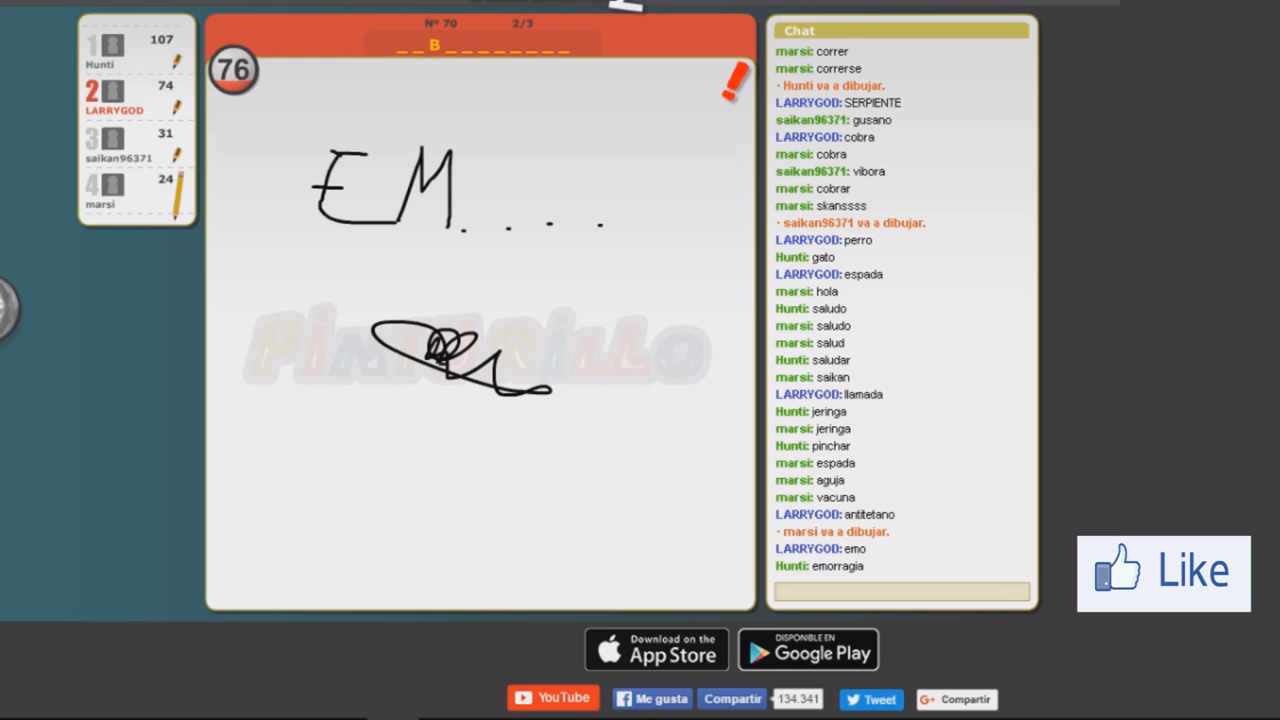 Nº 70 2/3
_ _ B _ _ _ _ _ _ _ _
76
1 107
Hunti
2 74
LARRYGOD
3 31
saikan96371
4 24
marsi
EM. . . .
PINTURILLO
Chat
marsi: correr
marsi: correrse
· Hunti va a dibujar.
LARRYGOD: SERPIENTE
saikan96371: gusano
LARRYGOD: cobra
marsi: cobra
saikan96371: vibora
marsi: cobrar
marsi: skanssss
· saikan96371 va a dibujar.
LARRYGOD: perro
Hunti: gato
LARRYGOD: espada
marsi: hola
Hunti: saludo
marsi: saludo
marsi: salud
Hunti: saludar
marsi: saikan
LARRYGOD: llamada
Hunti: jeringa
marsi: jeringa
Hunti: pinchar
marsi: espada
marsi: aguja
marsi: vacuna
LARRYGOD: antitetano
· marsi va a dibujar.
LARRYGOD: emo
Hunti: emorragia
Like
Download on the
App Store
DISPONIBLE EN
Google Play
YouTube
Me gusta
Compartir
134.341
Tweet
G+ Compartir